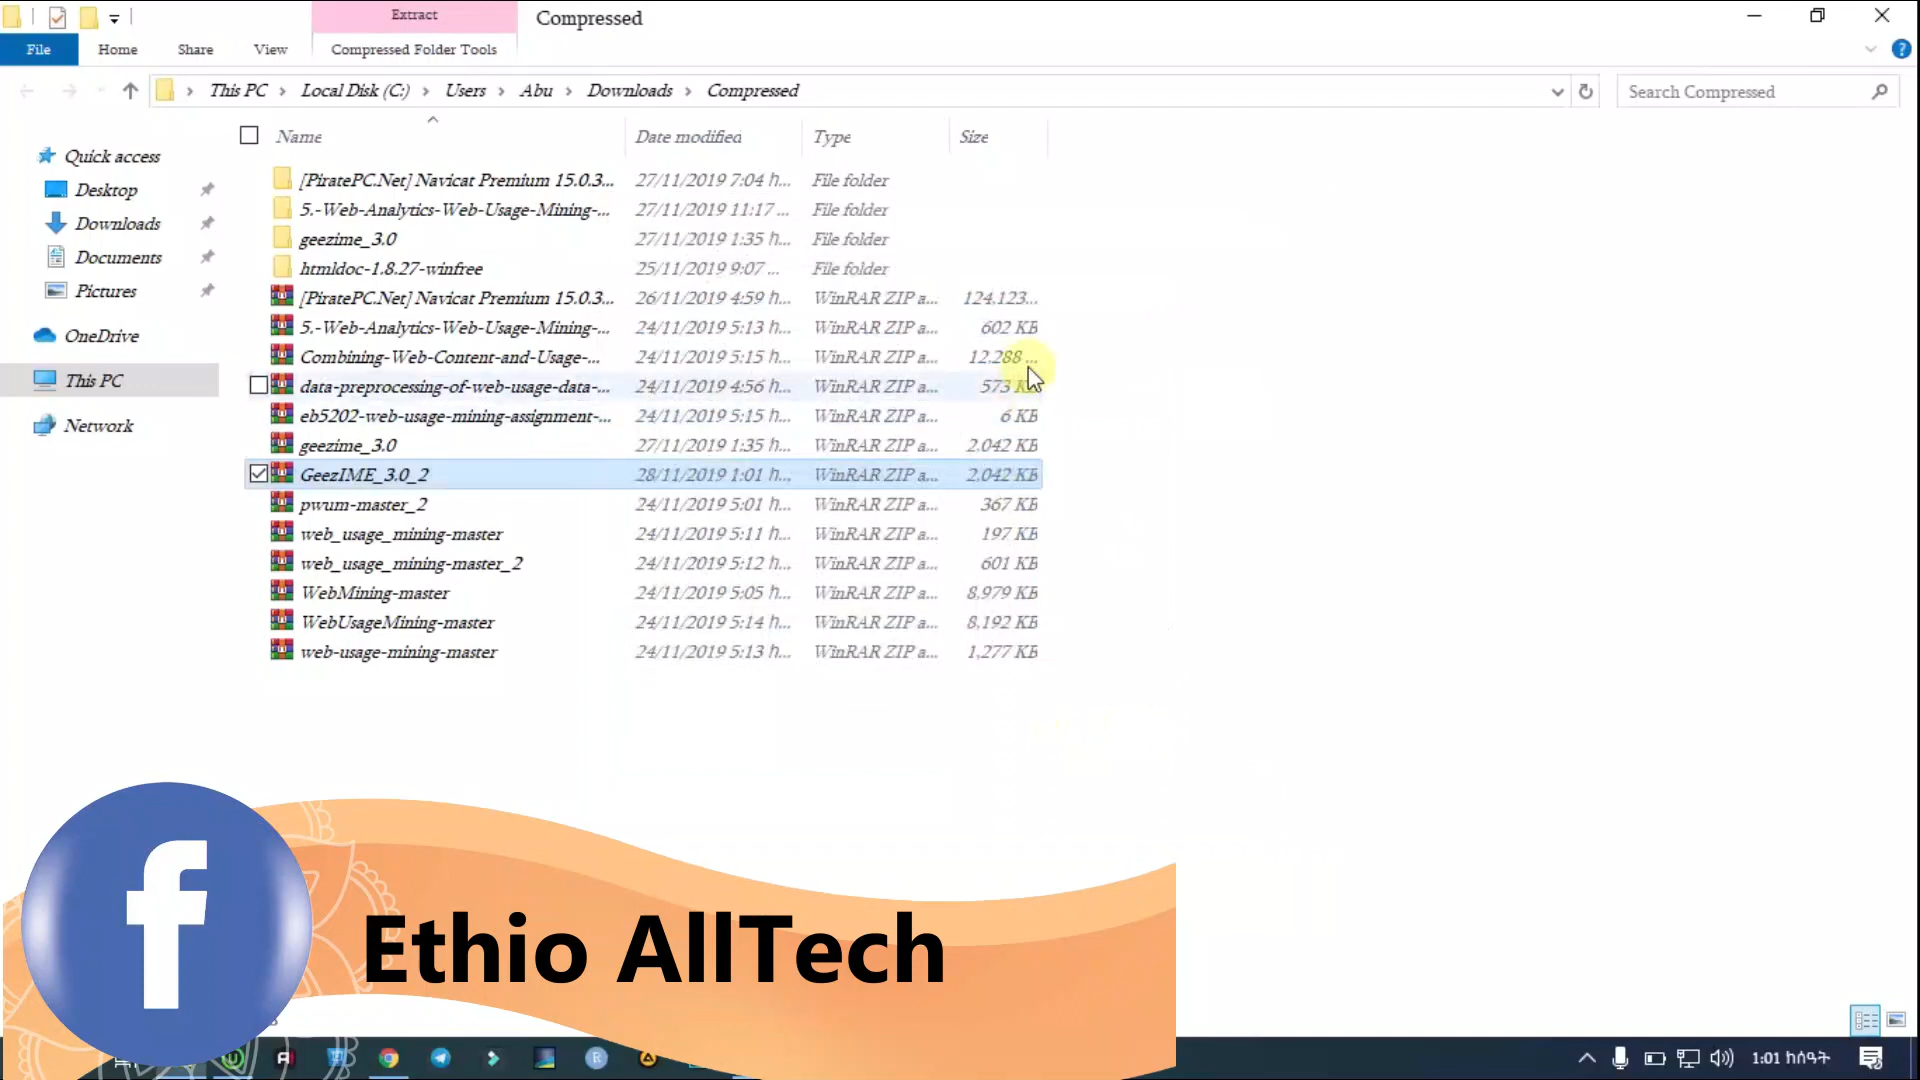 Extract
Compressed
File
Home
Share
View
Compressed Folder Tools
This PC
Local Disk (C:)
Users
Abu
Downloads
Compressed
Search Compressed
Name
Date modified
Type
Size
Quick access
Desktop
Downloads
Documents
Pictures
OneDrive
This PC
Network
[PiratePC.Net] Navicat Premium 15.0.3... 27/11/2019 7:04 ከ... File folder
5.-Web-Analytics-Web-Usage-Mining-... 27/11/2019 11:17 ... File folder
geezime_3.0 27/11/2019 1:35 ከ... File folder
htmldoc-1.8.27-winfree 25/11/2019 9:07 ... File folder
[PiratePC.Net] Navicat Premium 15.0.3... 26/11/2019 4:59 ከ... WinRAR ZIP a... 124,123...
5.-Web-Analytics-Web-Usage-Mining-... 24/11/2019 5:13 ከ... WinRAR ZIP a... 602 KB
Combining-Web-Content-and-Usage-... 24/11/2019 5:15 ከ... WinRAR ZIP a... 12,288 ...
data-preprocessing-of-web-usage-data-... 24/11/2019 4:56 ከ... WinRAR ZIP a... 573 KB
eb5202-web-usage-mining-assignment-... 24/11/2019 5:15 ከ... WinRAR ZIP a... 6 KB
geezime_3.0 27/11/2019 1:35 ከ... WinRAR ZIP a... 2,042 KB
GeezIME_3.0_2 28/11/2019 1:01 ከ... WinRAR ZIP a... 2,042 KB
pwum-master_2 24/11/2019 5:01 ከ... WinRAR ZIP a... 367 KB
web_usage_mining-master 24/11/2019 5:11 ከ... WinRAR ZIP a... 197 KB
web_usage_mining-master_2 24/11/2019 5:12 ከ... WinRAR ZIP a... 601 KB
WebMining-master 24/11/2019 5:05 ከ... WinRAR ZIP a... 8,979 KB
WebUsageMining-master 24/11/2019 5:14 ከ... WinRAR ZIP a... 8,192 KB
web-usage-mining-master 24/11/2019 5:13 ከ... WinRAR ZIP a... 1,277 KB
Ethio AllTech
1:01 ከሰዓት